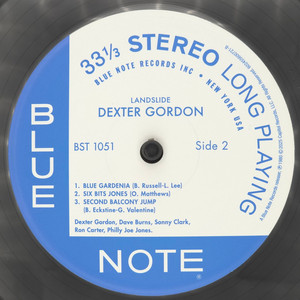 33 1/3 STEREO LONG PLAYING
BLUE NOTE RECORDS INC • NEW YORK USA
LANDSLIDE
DEXTER GORDON
BST 1051
Side 2
1. BLUE GARDENIA (B. Russell-L. Lee)
2. SIX BITS JONES (O. Matthews)
3. SECOND BALCONY JUMP
(B. Eckstine-G. Valentine)
Dexter Gordon, Dave Burns, Sonny Clark,
Ron Carter, Philly Joe Jones.
BLUE
NOTE